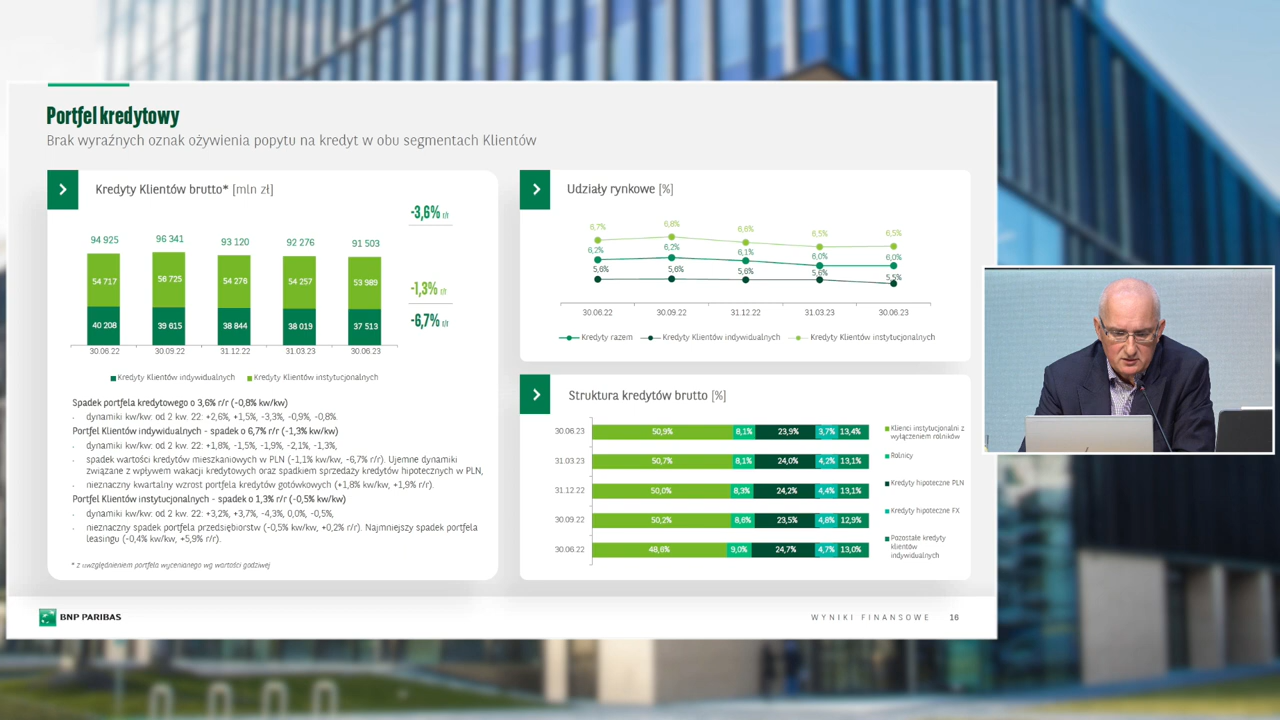 Portfel kredytowy
Brak wyraźnych oznak ożywienia popytu na kredyt w obu segmentach Klientów
Kredyty Klientów brutto* [mln zł]
-3,6% r/r
94 925
96 341
93 120
92 276
91 503
54 717
56 725
54 276
54 257
53 989
-1,3% r/r
-6,7% r/r
40 208
39 615
38 844
38 019
37 513
30.06.22
30.09.22
31.12.22
31.03.23
30.06.23
Kredyty Klientów indywidualnych
Kredyty Klientów instytucjonalnych
Spadek portfela kredytowego o 3,6% r/r (-0,8% kw/kw)
dynamiki kw/kw: od 2 kw. 22: +2,6%, +1,5%, -3,3%, -0,9%, -0,8%.
Portfel Klientów indywidualnych - spadek o 6,7% r/r (-1,3% kw/kw)
dynamiki kw/kw: od 2 kw. 22: +1,8%, -1,5%, -1,9%, -2,1%, -1,3%,
spadek wartości kredytów mieszkaniowych w PLN (-1,1% kw/kw, -6,7% r/r). Ujemne dynamiki
związane z wpływem wakacji kredytowych oraz spadkiem sprzedaży kredytów hipotecznych w PLN,
nieznaczny kwartalny wzrost portfela kredytów gotówkowych (+1,8% kw/kw, +1,9% r/r).
Portfel Klientów instytucjonalnych - spadek o 1,3% r/r (-0,5% kw/kw)
dynamiki kw/kw: od 2 kw. 22: +3,2%, +3,7%, -4,3%, 0,0%, -0,5%,
nieznaczny spadek portfela przedsiębiorstw (-0,5% kw/kw, +0,2% r/r). Najmniejszy spadek portfela
leasingu (-0,4% kw/kw, +5,9% r/r).
* z uwzględnieniem portfela wycenianego wg wartości godziwej
Udziały rynkowe [%]
6,7%
6,8%
6,6%
6,5%
6,5%
6,2%
6,2%
6,1%
6,0%
6,0%
5,6%
5,6%
5,6%
5,6%
5,5%
30.06.22
30.09.22
31.12.22
31.03.23
30.06.23
Kredyty razem
Kredyty Klientów indywidualnych
Kredyty Klientów instytucjonalnych
Struktura kredytów brutto [%]
30.06.23 50,9% 8,1% 23,9% 3,7% 13,4%
31.03.23 50,7% 8,1% 24,0% 4,2% 13,1%
31.12.22 50,0% 8,3% 24,2% 4,4% 13,1%
30.09.22 50,2% 8,6% 23,5% 4,8% 12,9%
30.06.22 48,6% 9,0% 24,7% 4,7% 13,0%
Klienci instytucjonalni z
wyłączeniem rolników
Rolnicy
Kredyty hipoteczne PLN
Kredyty hipoteczne FX
Pozostałe kredyty
klientów
indywidualnych
BNP PARIBAS
WYNIKI FINANSOWE 16